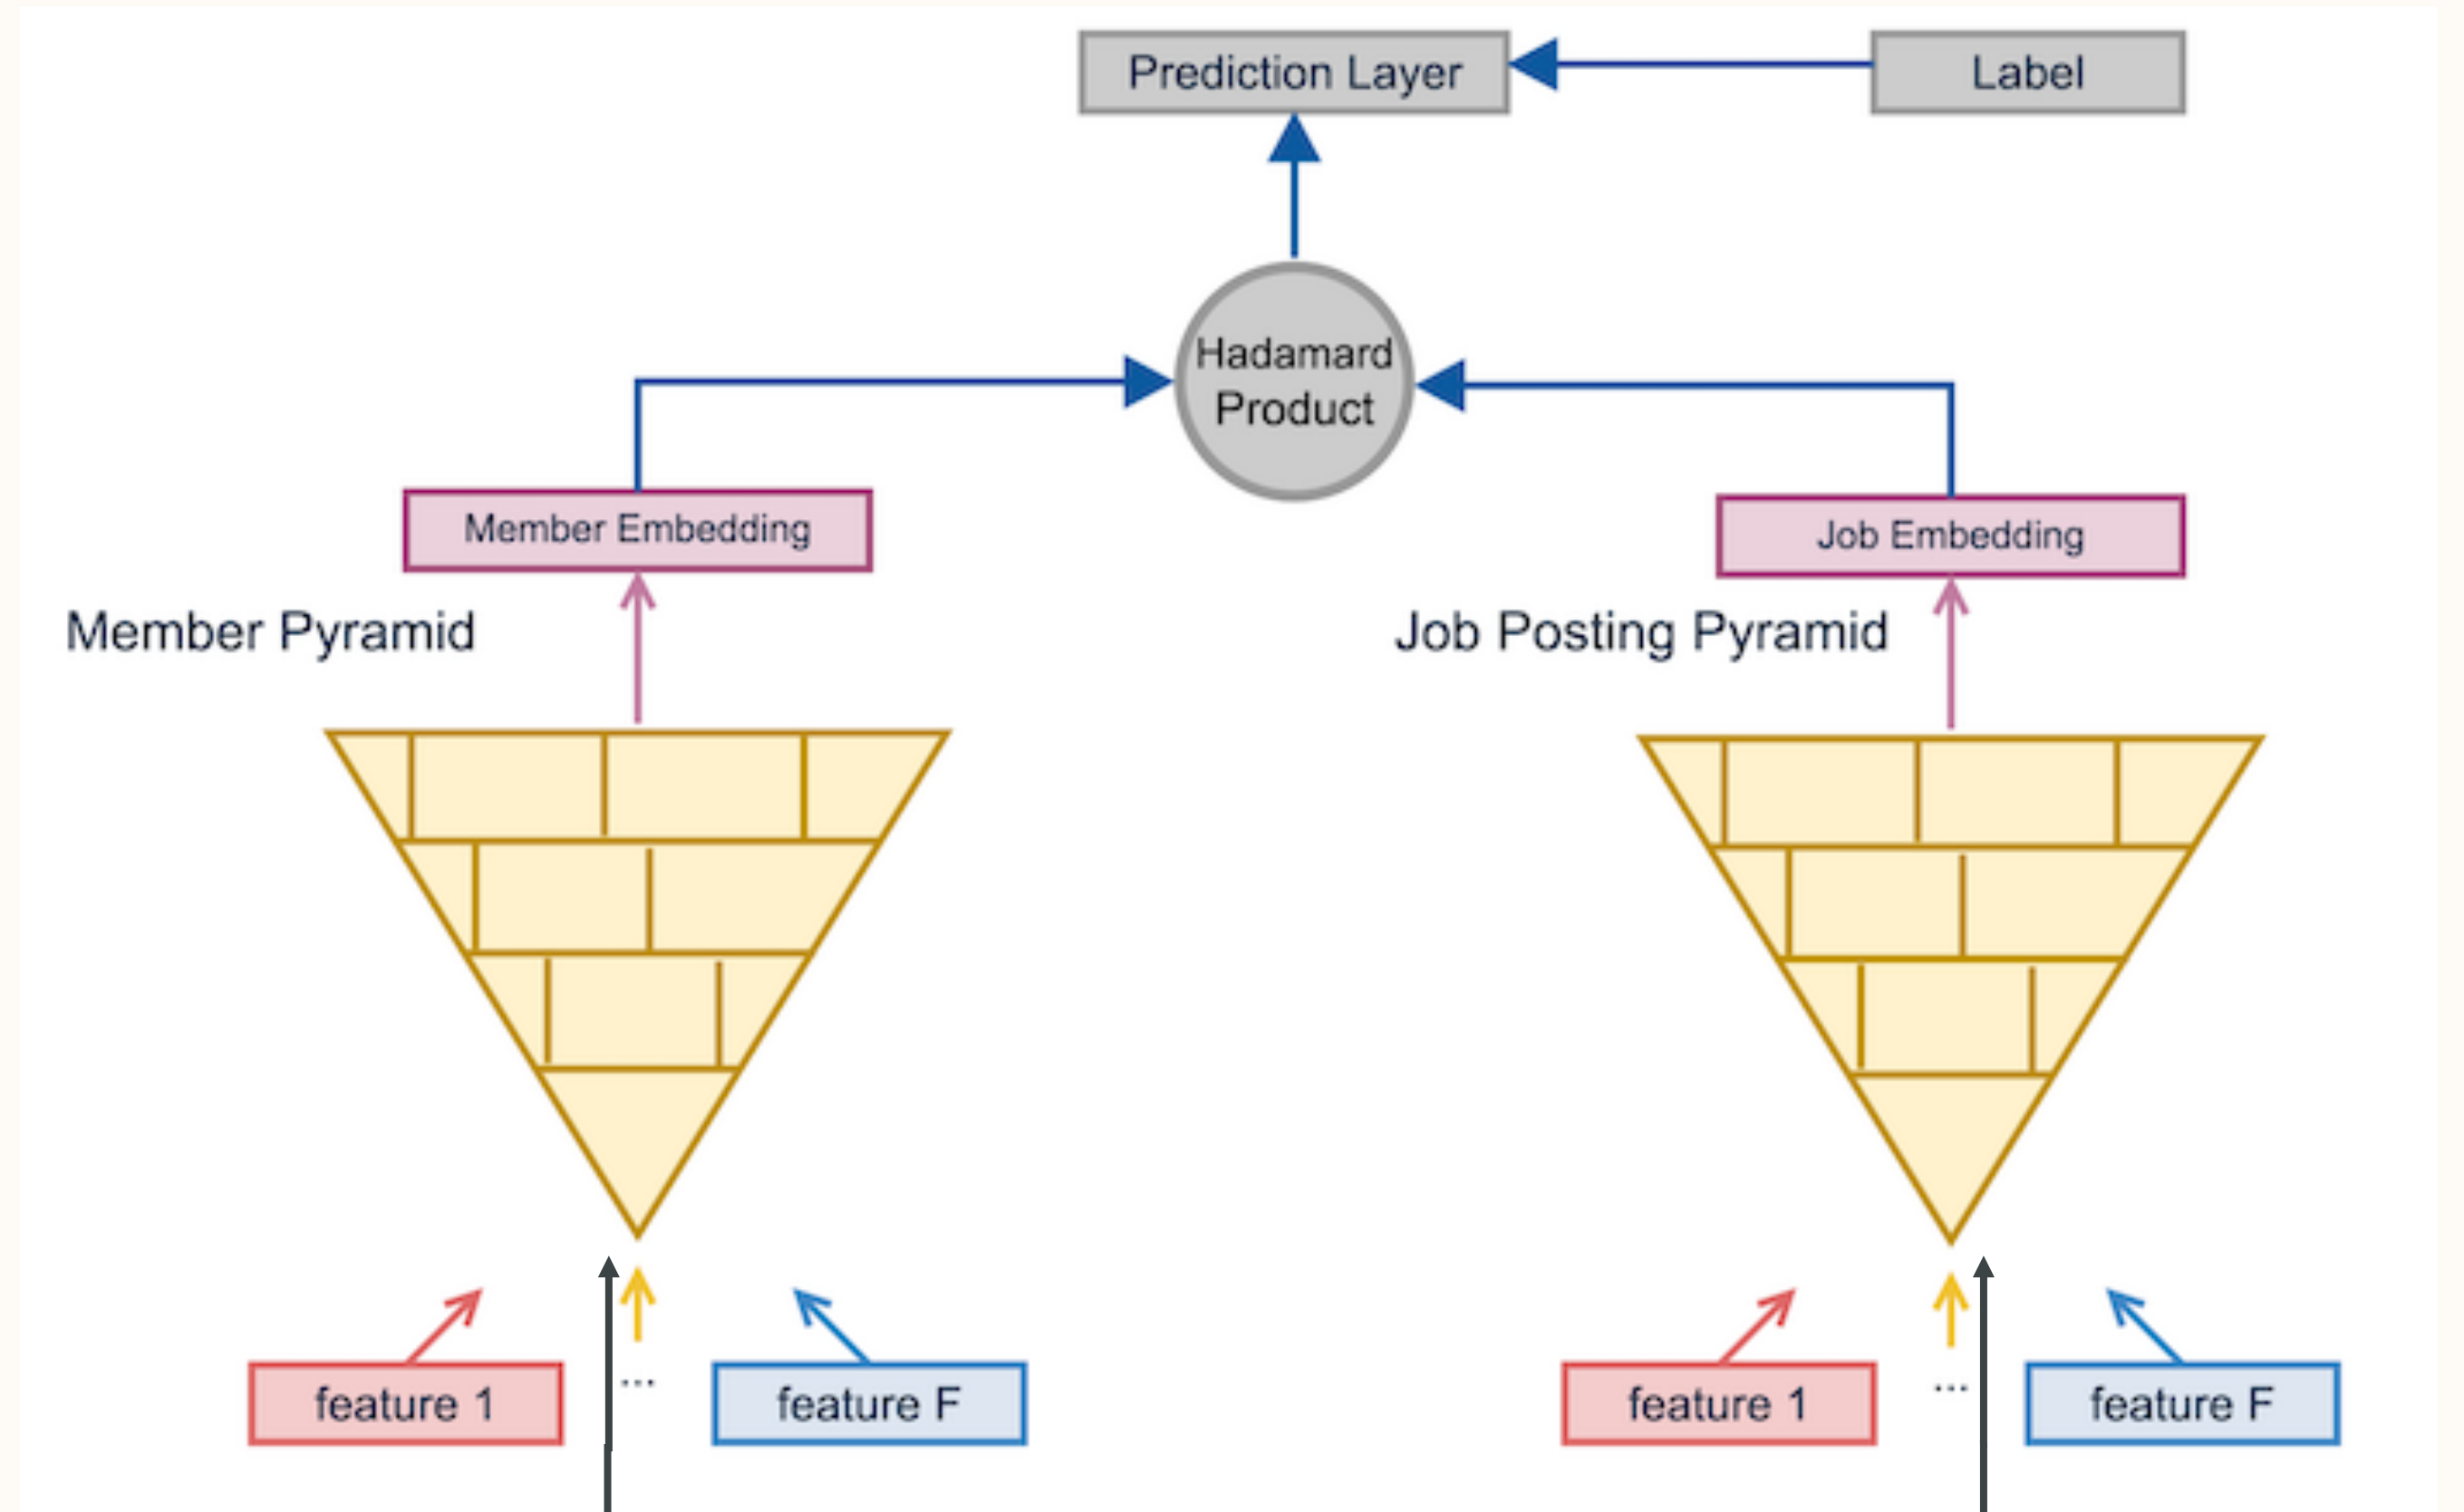 Prediction Layer
Label
Hadamard
Product
Member Embedding
Job Embedding
Member Pyramid
Job Posting Pyramid
feature 1
...
feature F
feature 1
...
feature F